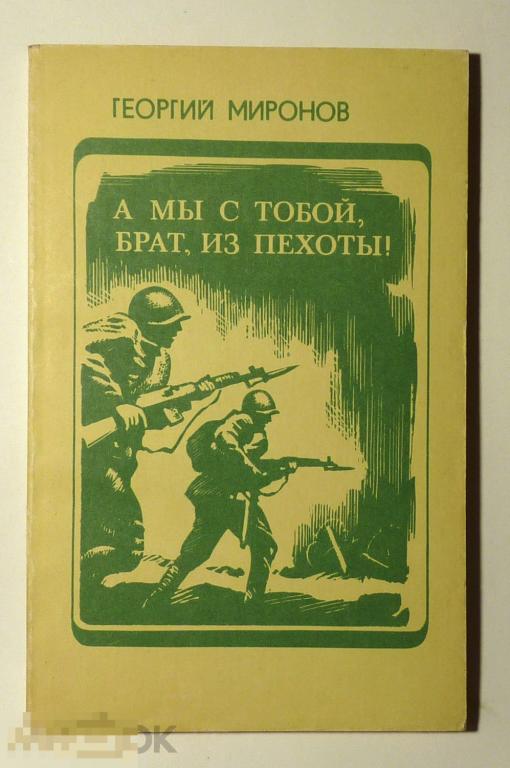 ГЕОРГИЙ МИРОНОВ
А МЫ С ТОБОЙ,
БРАТ, ИЗ ПЕХОТЫ!